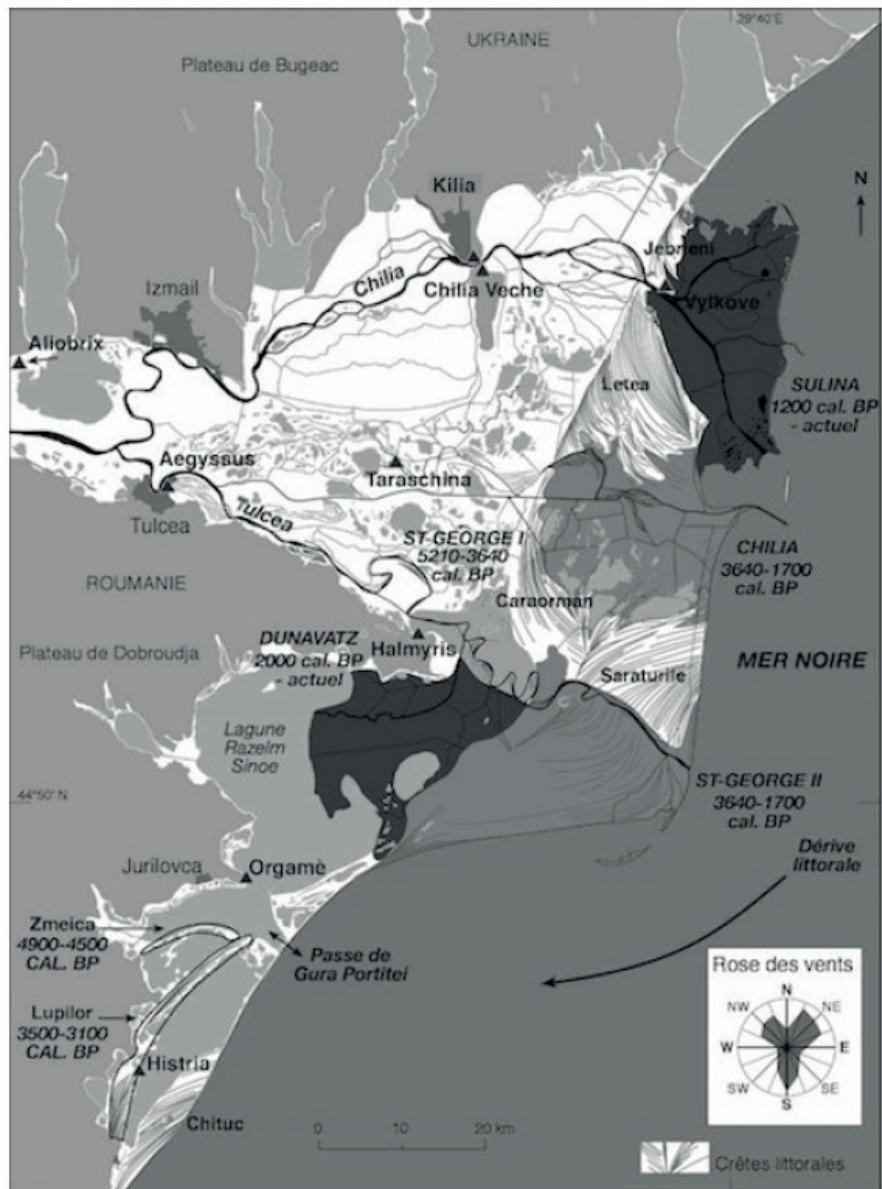 29°40'E
UKRAINE
Plateau de Bugeac
N
Kilia
Jebrieni
Chilia
Izmail
Chilia Veche
Vylkove
Aliobrix
Letea
SULINA
1200 cal. BP
- actuel
Aegyssus
Taraschina
Tulcea
Tulcea
ST-GEORGE I
5210-3640
cal. BP
CHILIA
3640-1700
cal. BP
ROUMANIE
Caraorman
DUNAVATZ
2000 cal. BP
- actuel
Halmyris
Plateau de Dobroudja
MER NOIRE
Saraturile
Lagune
Razelm
Sinoe
44°50' N
ST-GEORGE II
3640-1700
cal. BP
Dérive
littorale
Jurilovca
Orgamè
Zmeica
4900-4500
CAL. BP
Passe de
Gura Portitei
Rose des vents
N
NW
NE
W
E
SW
SE
S
Lupilor
3500-3100
CAL. BP
Histria
Chituc
0
10
20 km
Crêtes littorales